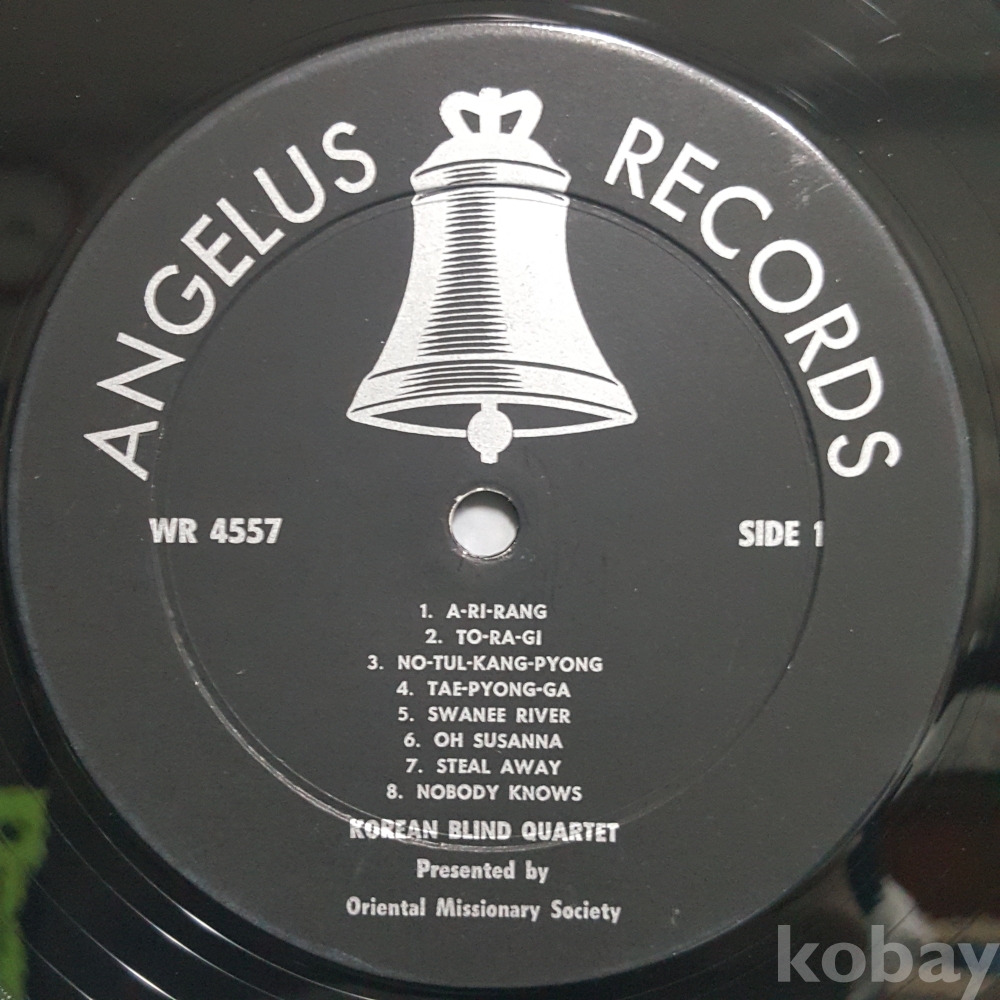 ANGELUS RECORDS
WR 4557
SIDE 1
1. A-RI-RANG
2. TO-RA-GI
3. NO-TUL-KANG-PYONG
4. TAE-PYONG-GA
5. SWANEE RIVER
6. OH SUSANNA
7. STEAL AWAY
8. NOBODY KNOWS
KOREAN BLIND QUARTET
Presented by
Oriental Missionary Society
kobay